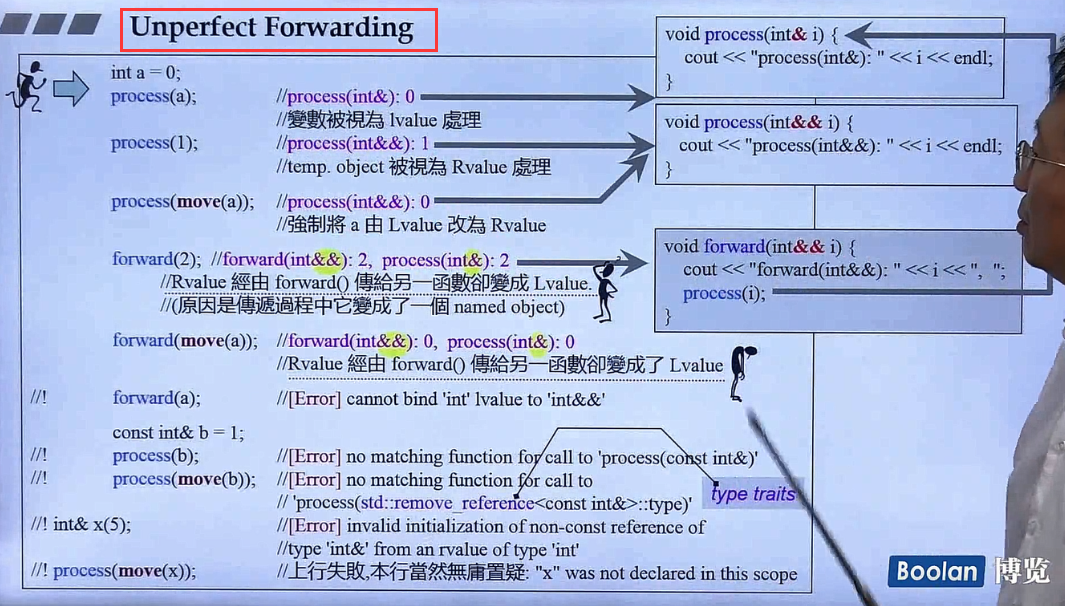 Unperfect Forwarding
int a = 0;
process(a); //process(int&): 0
//變數被視為 lvalue 處理
process(1); //process(int&&): 1
//temp. object 被視為 Rvalue 處理
process(move(a)); //process(int&&): 0
//強制將 a 由 Lvalue 改為 Rvalue
forward(2); //forward(int&&): 2, process(int&): 2
//Rvalue 經由 forward() 傳給另一函數卻變成 Lvalue.
//(原因是傳遞過程中它變成了一個 named object)
forward(move(a)); //forward(int&&): 0, process(int&): 0
//Rvalue 經由 forward() 傳給另一函數卻變成了 Lvalue
//! forward(a); //[Error] cannot bind 'int' lvalue to 'int&&'
const int& b = 1;
//! process(b); //[Error] no matching function for call to 'process(const int&)'
//! process(move(b)); //[Error] no matching function for call to
// 'process(std::remove_reference<const int&>::type)'
//! int& x(5); //[Error] invalid initialization of non-const reference of
//type 'int&' from an rvalue of type 'int'
//! process(move(x)); //上行失敗,本行當然無庸置疑: "x" was not declared in this scope
void process(int& i) {
cout << "process(int&): " << i << endl;
}
void process(int&& i) {
cout << "process(int&&): " << i << endl;
}
void forward(int&& i) {
cout << "forward(int&&): " << i << ", ";
process(i);
}
type traits
Boolan 博览